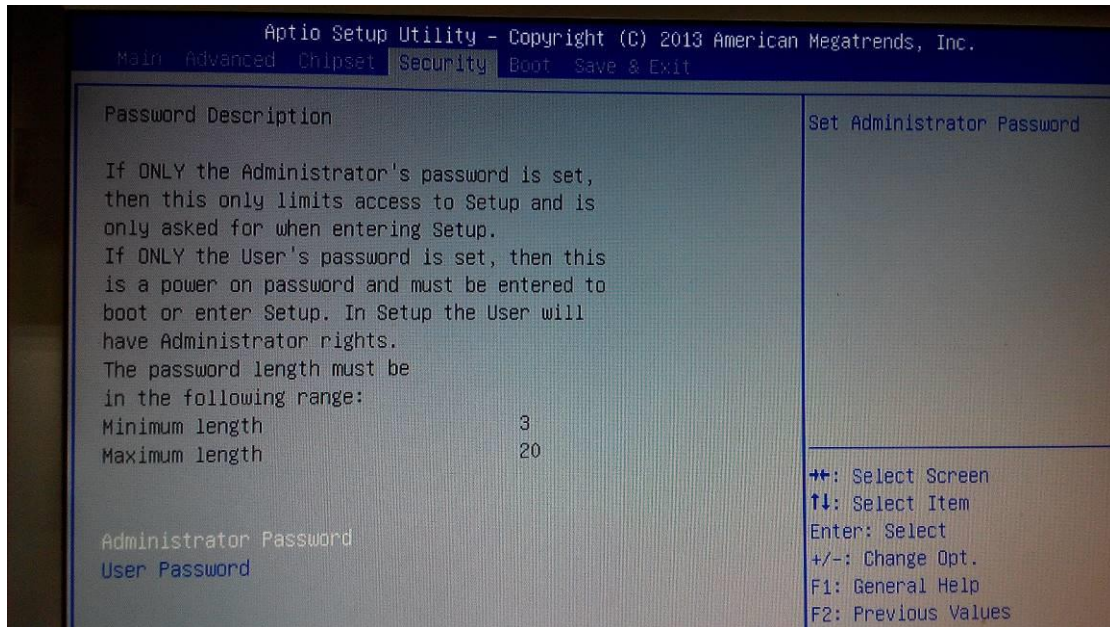 Aptio Setup Utility – Copyright (C) 2013 American Megatrends, Inc.
Main Advanced Chipset Security Boot Save & Exit
Password Description
If ONLY the Administrator's password is set,
then this only limits access to Setup and is
only asked for when entering Setup.
If ONLY the User's password is set, then this
is a power on password and must be entered to
boot or enter Setup. In Setup the User will
have Administrator rights.
The password length must be
in the following range:
Minimum length 3
Maximum length 20
Administrator Password
User Password
Set Administrator Password
→←: Select Screen
↑↓: Select Item
Enter: Select
+/-: Change Opt.
F1: General Help
F2: Previous Values